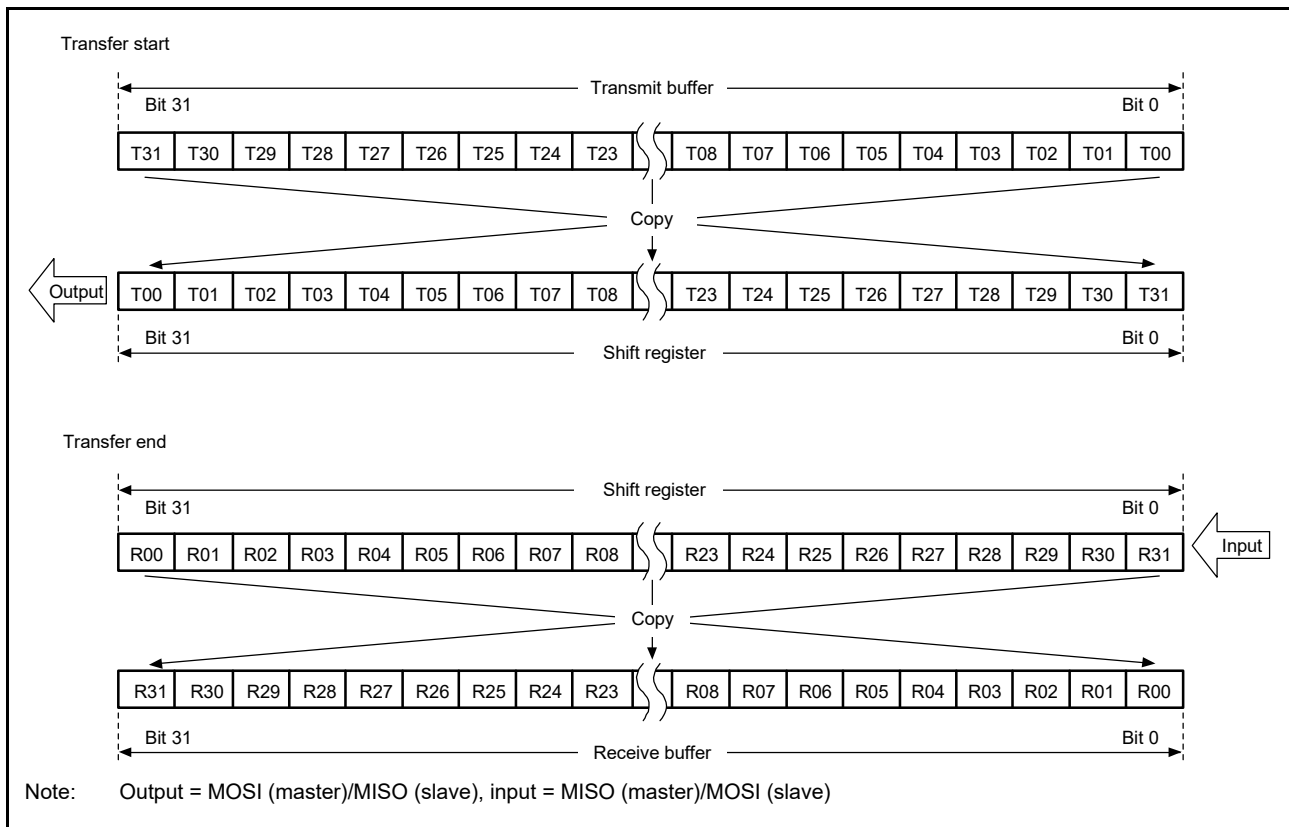 Transfer start
Transmit buffer
Bit 31 Bit 0
T31 T30 T29 T28 T27 T26 T25 T24 T23 T08 T07 T06 T05 T04 T03 T02 T01 T00
Copy
Output T00 T01 T02 T03 T04 T05 T06 T07 T08 T23 T24 T25 T26 T27 T28 T29 T30 T31
Bit 31 Bit 0
Shift register
Transfer end
Shift register
Bit 31 Bit 0
R00 R01 R02 R03 R04 R05 R06 R07 R08 R23 R24 R25 R26 R27 R28 R29 R30 R31 Input
Copy
R31 R30 R29 R28 R27 R26 R25 R24 R23 R08 R07 R06 R05 R04 R03 R02 R01 R00
Bit 31 Bit 0
Receive buffer
Note: Output = MOSI (master)/MISO (slave), input = MISO (master)/MOSI (slave)